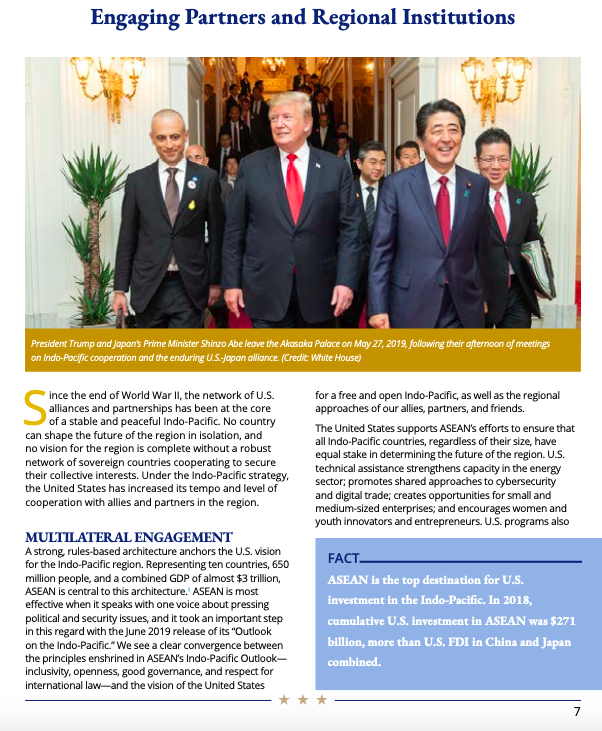 Engaging Partners and Regional Institutions
President Trump and Japan's Prime Minister Shinzo Abe leave the Akasaka Palace on May 27, 2019, following their afternoon of meetings
on Indo-Pacific cooperation and the enduring U.S.-Japan alliance. (Credit: White House)
Since the end of World War II, the network of U.S.
alliances and partnerships has been at the core
of a stable and peaceful Indo-Pacific. No country
can shape the future of the region in isolation, and
no vision for the region is complete without a robust
network of sovereign countries cooperating to secure
their collective interests. Under the Indo-Pacific strategy,
the United States has increased its tempo and level of
cooperation with allies and partners in the region.
MULTILATERAL ENGAGEMENT
A strong, rules-based architecture anchors the U.S. vision
for the Indo-Pacific region. Representing ten countries, 650
million people, and a combined GDP of almost $3 trillion,
ASEAN is central to this architecture.¹ ASEAN is most
effective when it speaks with one voice about pressing
political and security issues, and it took an important step
in this regard with the June 2019 release of its "Outlook
on the Indo-Pacific." We see a clear convergence between
the principles enshrined in ASEAN's Indo-Pacific Outlook—
inclusivity, openness, good governance, and respect for
international law—and the vision of the United States
for a free and open Indo-Pacific, as well as the regional
approaches of our allies, partners, and friends.
The United States supports ASEAN's efforts to ensure that
all Indo-Pacific countries, regardless of their size, have
equal stake in determining the future of the region. U.S.
technical assistance strengthens capacity in the energy
sector; promotes shared approaches to cybersecurity
and digital trade; creates opportunities for small and
medium-sized enterprises; and encourages women and
youth innovators and entrepreneurs. U.S. programs also
FACT
ASEAN is the top destination for U.S.
investment in the Indo-Pacific. In 2018,
cumulative U.S. investment in ASEAN was $271
billion, more than U.S. FDI in China and Japan
combined.
7